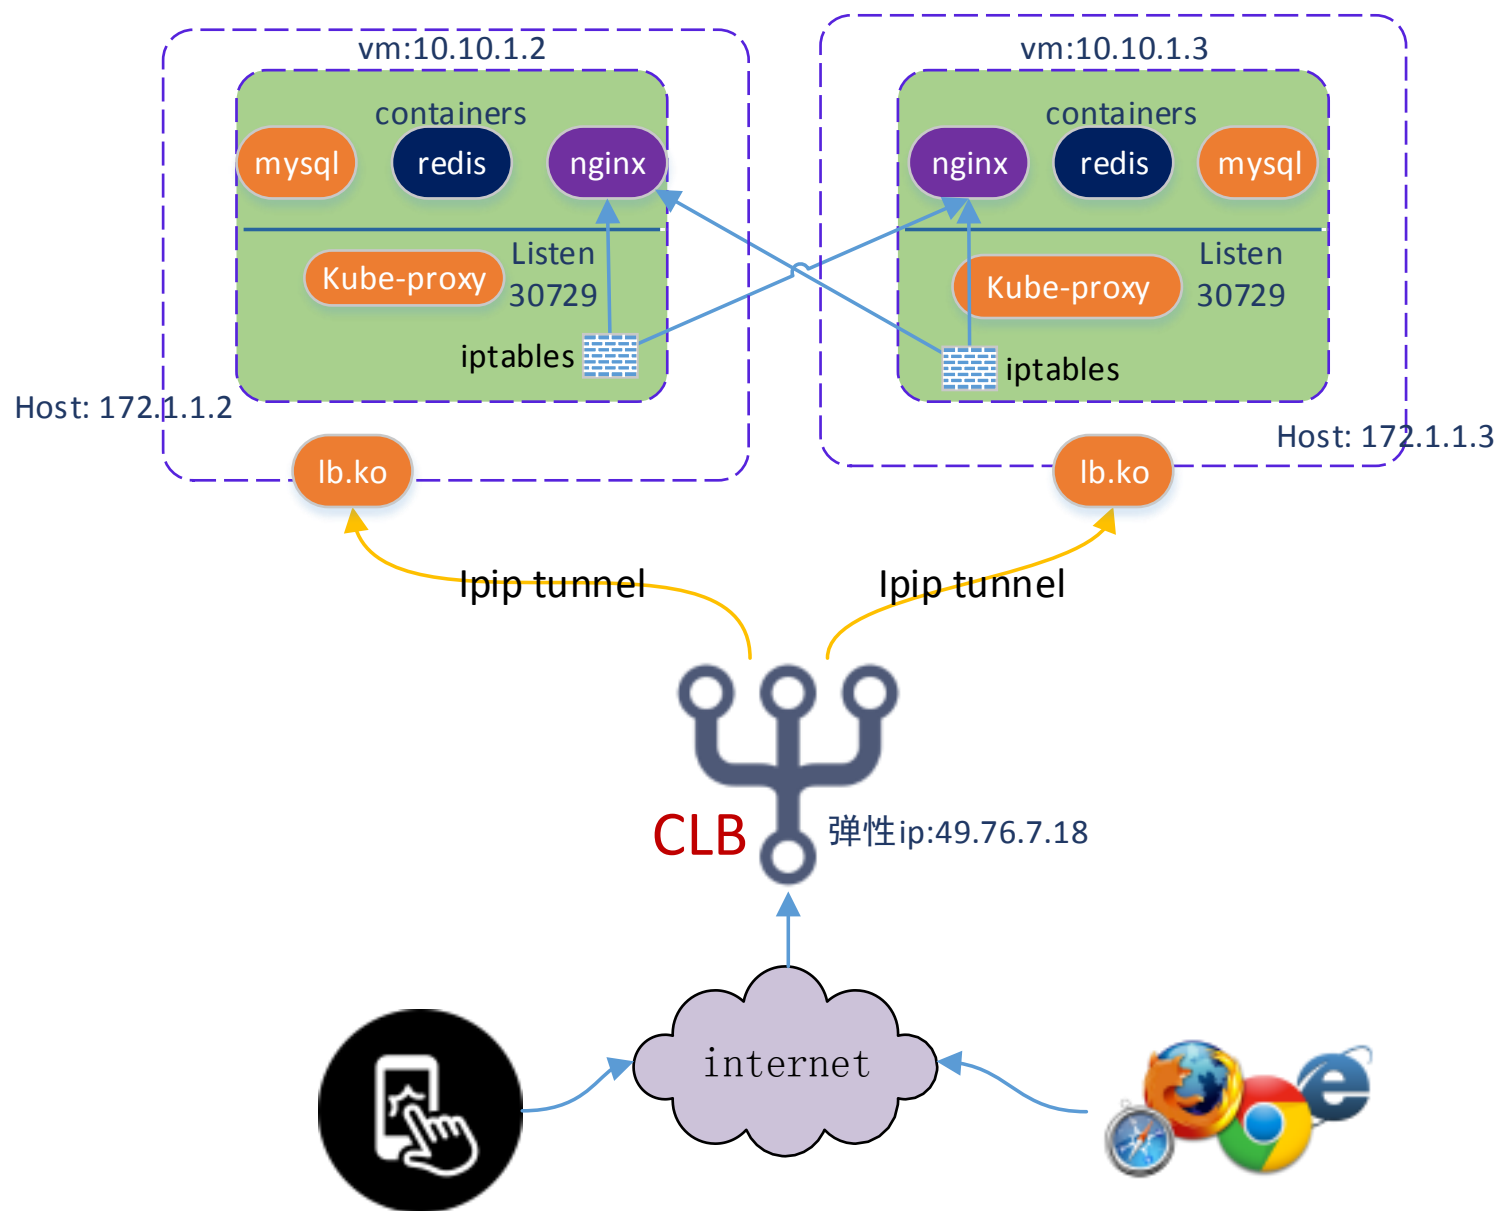 vm:10.10.1.2
containers
mysql
redis
nginx
Kube-proxy
Listen
30729
iptables
Host: 172.1.1.2
lb.ko
vm:10.10.1.3
containers
nginx
redis
mysql
Kube-proxy
Listen
30729
iptables
Host: 172.1.1.3
lb.ko
Ipip tunnel
Ipip tunnel
CLB
弹性ip:49.76.7.18
internet